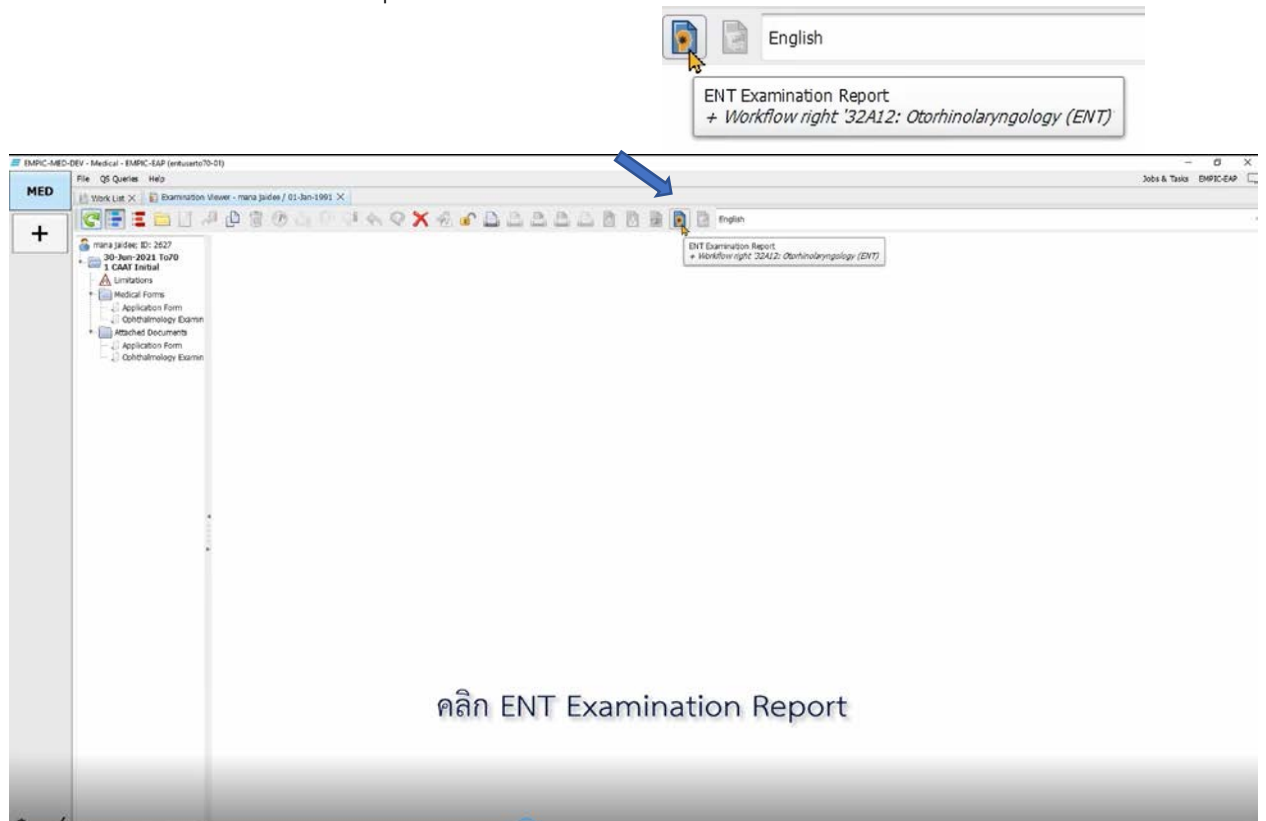 English
ENT Examination Report
+ Workflow right '32A12: Otorhinolaryngology (ENT)
EMPIC-MED-DEV - Medical - EMPIC-EAP (entuserto70-01)
MED
File QS Queries Help
Jobs & Tasks EMPIC-EAP
Work List
Examination Viewer - mana jaidee / 01-Jan-1991
+
English
mana jaidee; ID: 2627
30-Jun-2021 To70
1 CAAT Initial
Limitations
Medical Forms
Application Form
Ophthalmology Examin
Attached Documents
Application Form
Ophthalmology Examin
ENT Examination Report
+ Workflow right '32A12: Otorhinolaryngology (ENT)
คลิก ENT Examination Report